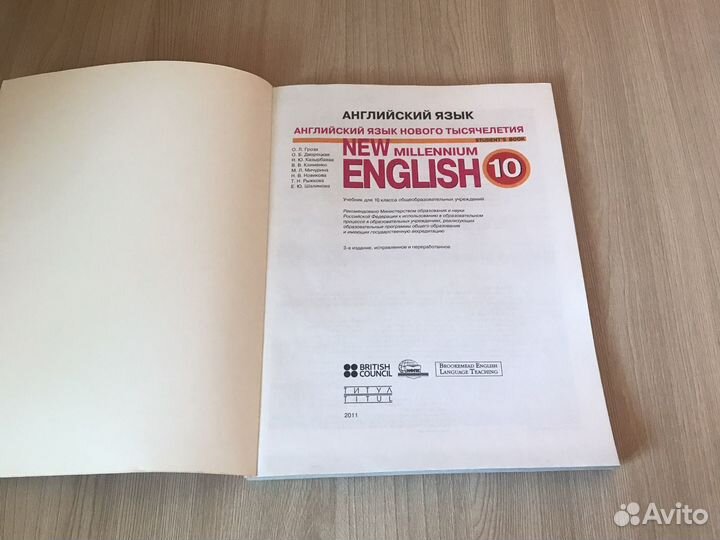 АНГЛИЙСКИЙ ЯЗЫК
АНГЛИЙСКИЙ ЯЗЫК НОВОГО ТЫСЯЧЕЛЕТИЯ
STUDENT'S BOOK
О. Л. Гроза
О. Б. Дворецкая
Н. Ю. Казырбаева
В. В. Клименко
М. Л. Мичурина
Н. В. Новикова
Т. Н. Рыжкова
Е. Ю. Шалимова
NEW MILLENNIUM
ENGLISH 10
Учебник для 10 класса общеобразовательных учреждений
Рекомендовано Министерством образования и науки
Российской Федерации к использованию в образовательном
процессе в образовательных учреждениях, реализующих
образовательные программы общего образования
и имеющих государственную аккредитацию
3-е издание, исправленное и переработанное
BRITISH
COUNCIL
BROOKEMEAD ENGLISH
LANGUAGE TEACHING
ТИТУЛ
TITUL
2011
Avito